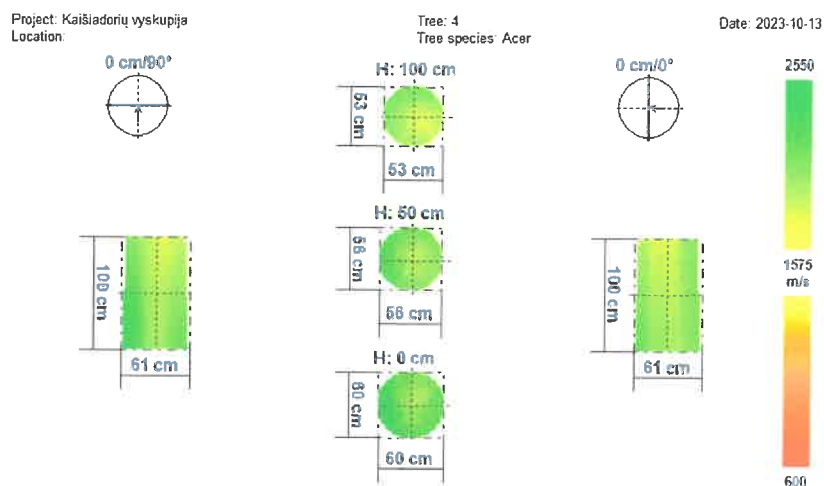 Project: Kaišiadorių vyskupija
Location:
Tree: 4
Tree species: Acer
Date: 2023-10-13
0 cm/90°
H: 100 cm
53 cm
53 cm
0 cm/0°
2550
H: 50 cm
56 cm
56 cm
100 cm
61 cm
100 cm
61 cm
1575
m/s
H: 0 cm
60 cm
60 cm
600